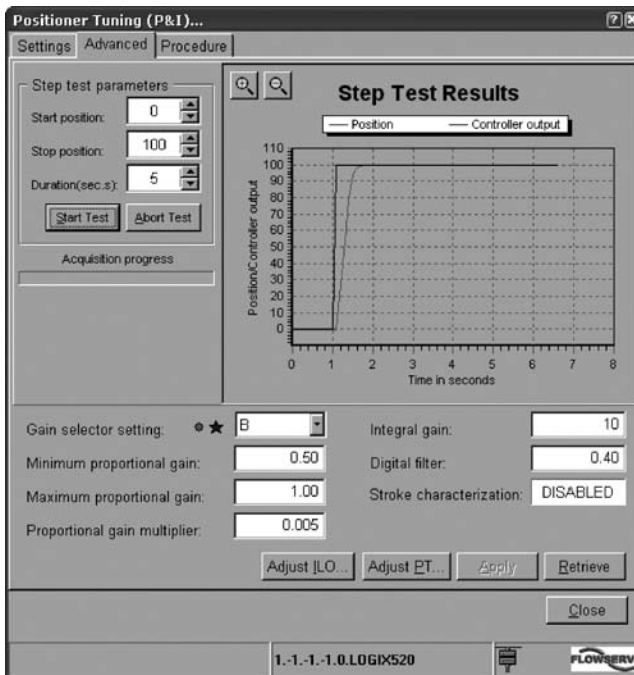 Positioner Tuning (P&I)...
Settings Advanced Procedure
Step test parameters
Start position: 0
Stop position: 100
Duration(sec.s): 5
Start Test Abort Test
Acquisition progress
Step Test Results
Position Controller output
Position/Controller output
110
100
90
80
70
60
50
40
30
20
10
0
0 1 2 3 4 5 6 7 8
Time in seconds
Gain selector setting: B
Minimum proportional gain: 0.50
Maximum proportional gain: 1.00
Proportional gain multiplier: 0.005
Integral gain: 10
Digital filter: 0.40
Stroke characterization: DISABLED
Adjust ILO... Adjust PT... Apply Retrieve
Close
1.-1.-1.-1.0.LOGIX520
FLOWSERV